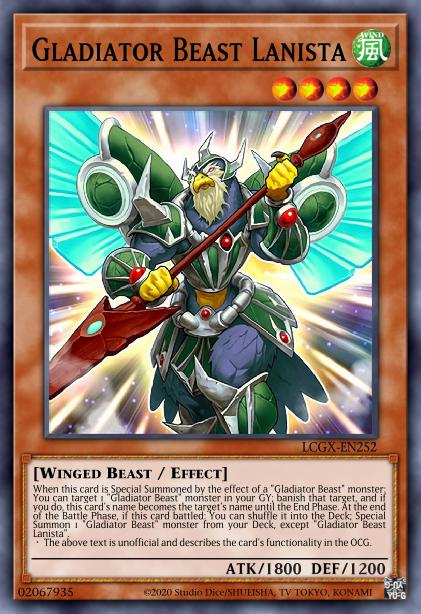 Gladiator Beast Lanista
WIND
風
LCGX-EN252
[Winged Beast / Effect]
When this card is Special Summoned by the effect of a "Gladiator Beast" monster:
You can target 1 "Gladiator Beast" monster in your GY; banish that target, and if
you do, this card's name becomes the target's name until the End Phase. At the end
of the Battle Phase, if this card battled: You can shuffle it into the Deck; Special
Summon 1 "Gladiator Beast" monster from your Deck, except "Gladiator Beast
Lanista".
· The above text is unofficial and describes the card's functionality in the OCG.
ATK/1800 DEF/1200
02067935
©2020 Studio Dice/SHUEISHA, TV TOKYO, KONAMI